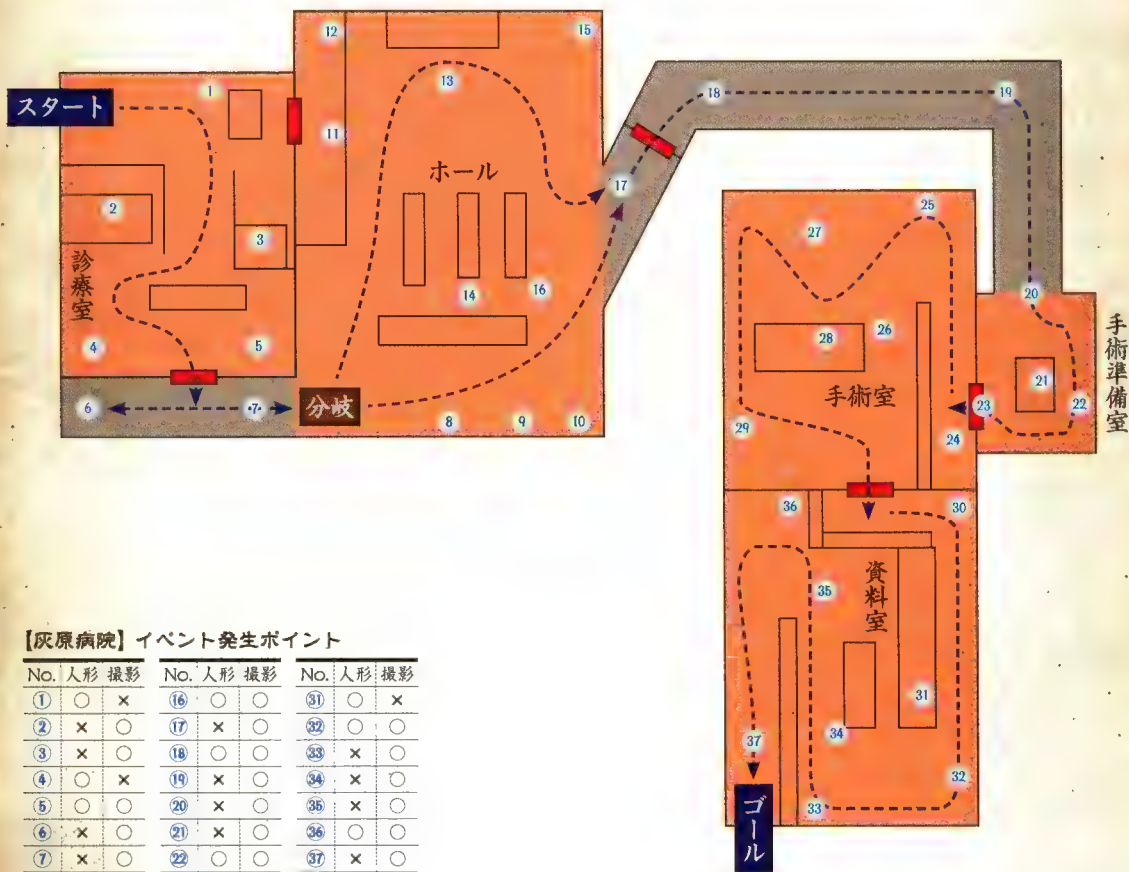 スタート
診療室
ホール
分岐
手術準備室
手術室
資料室
ゴール
1
2
3
4
5
6
7
8
9
10
11
12
13
14
15
16
17
18
19
20
21
22
23
24
25
26
27
28
29
30
31
32
33
34
35
36
37
【灰原病院】イベント発生ポイント
No. 人形 撮影 No. 人形 撮影 No. 人形 撮影
① ○ × ⑯ ○ ○ ㉛ ○ ×
② × ○ ⑰ × ○ ㉜ ○ ○
③ × ○ ⑱ ○ ○ ㉝ × ○
④ ○ × ⑲ × ○ ㉞ × ○
⑤ ○ ○ ⑳ × ○ ㉟ × ○
⑥ × ○ ㉑ × ○ ㊱ ○ ○
⑦ × ○ ㉒ ○ ○ ㊲ × ○